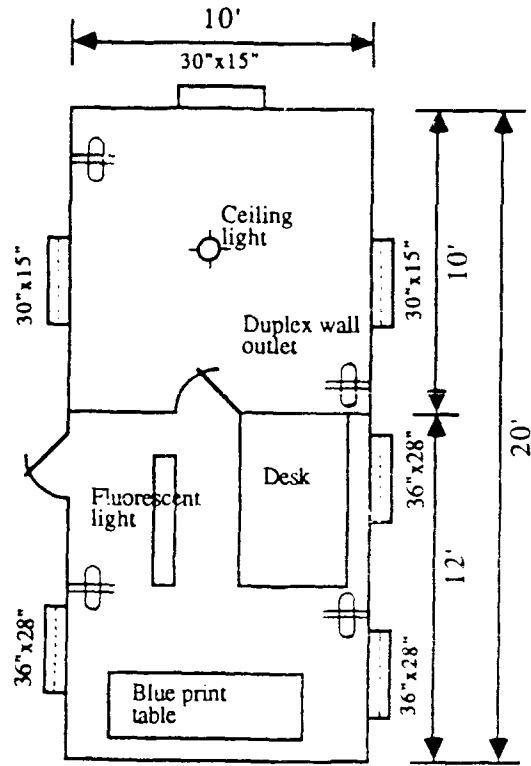 10'
30"x15"
Ceiling
light
30"x15"
30"x15"
10'
Duplex wall
outlet
20'
Desk
36"x28"
Fluorescent
light
12'
36"x28"
36"x28"
Blue print
table